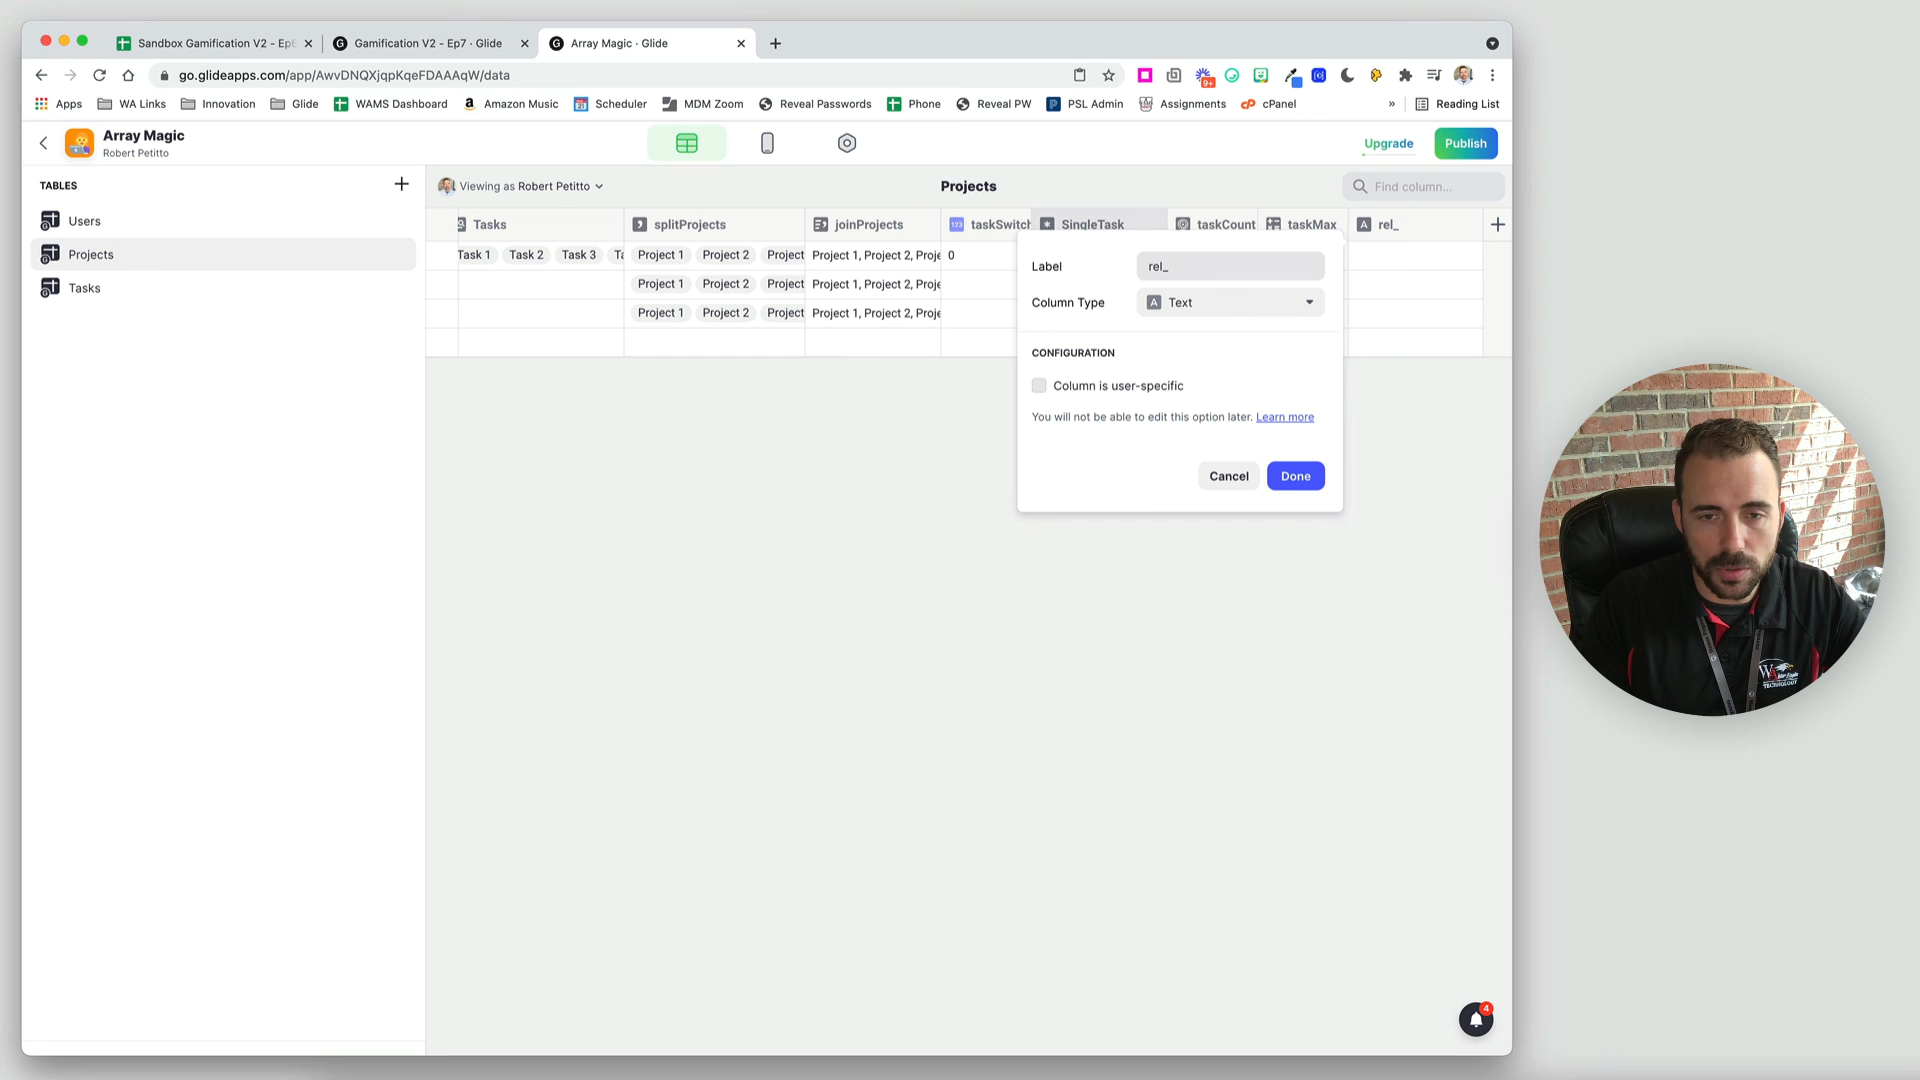 Sandbox Gamification V2 - Ep6
Gamification V2 - Ep7 · Glide
Array Magic · Glide
go.glideapps.com/app/AwvDNQXjqpKqeFDAAAqW/data
9+
Apps
WA Links
Innovation
Glide
WAMS Dashboard
Amazon Music
Scheduler
MDM Zoom
Reveal Passwords
Phone
Reveal PW
PSL Admin
Assignments
cPanel
»
Reading List
Array Magic
Robert Petitto
Upgrade
Publish
TABLES
Users
Projects
Tasks
Viewing as Robert Petitto
Projects
Find column...
Tasks
splitProjects
joinProjects
taskSwitch
SingleTask
taskCount
taskMax
rel_
Task 1 Task 2 Task 3 Ta
Project 1 Project 2 Project
Project 1, Project 2, Proje
0
Project 1 Project 2 Project
Project 1, Project 2, Proje
Project 1 Project 2 Project
Project 1, Project 2, Proje
Label
rel_
Column Type
Text
CONFIGURATION
Column is user-specific
You will not be able to edit this option later. Learn more
Cancel
Done
4
WA
TECHNOLOGY